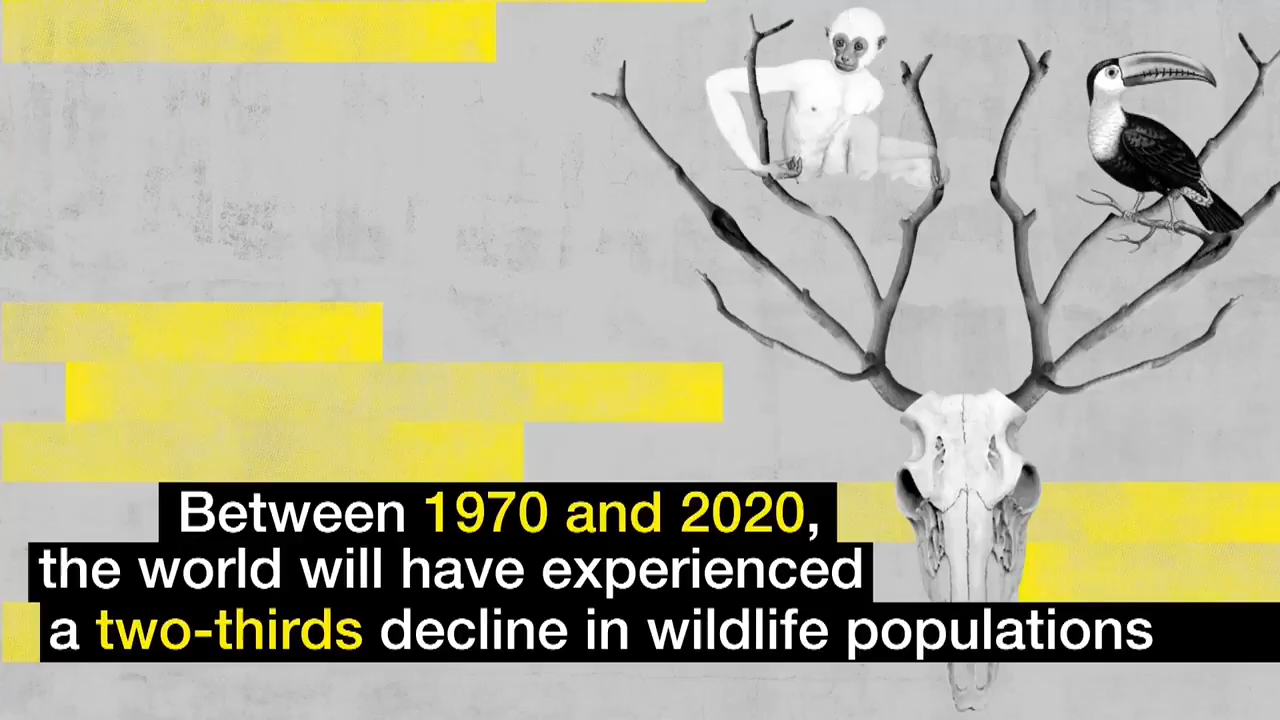 Between 1970 and 2020,
the world will have experienced
a two-thirds decline in wildlife populations